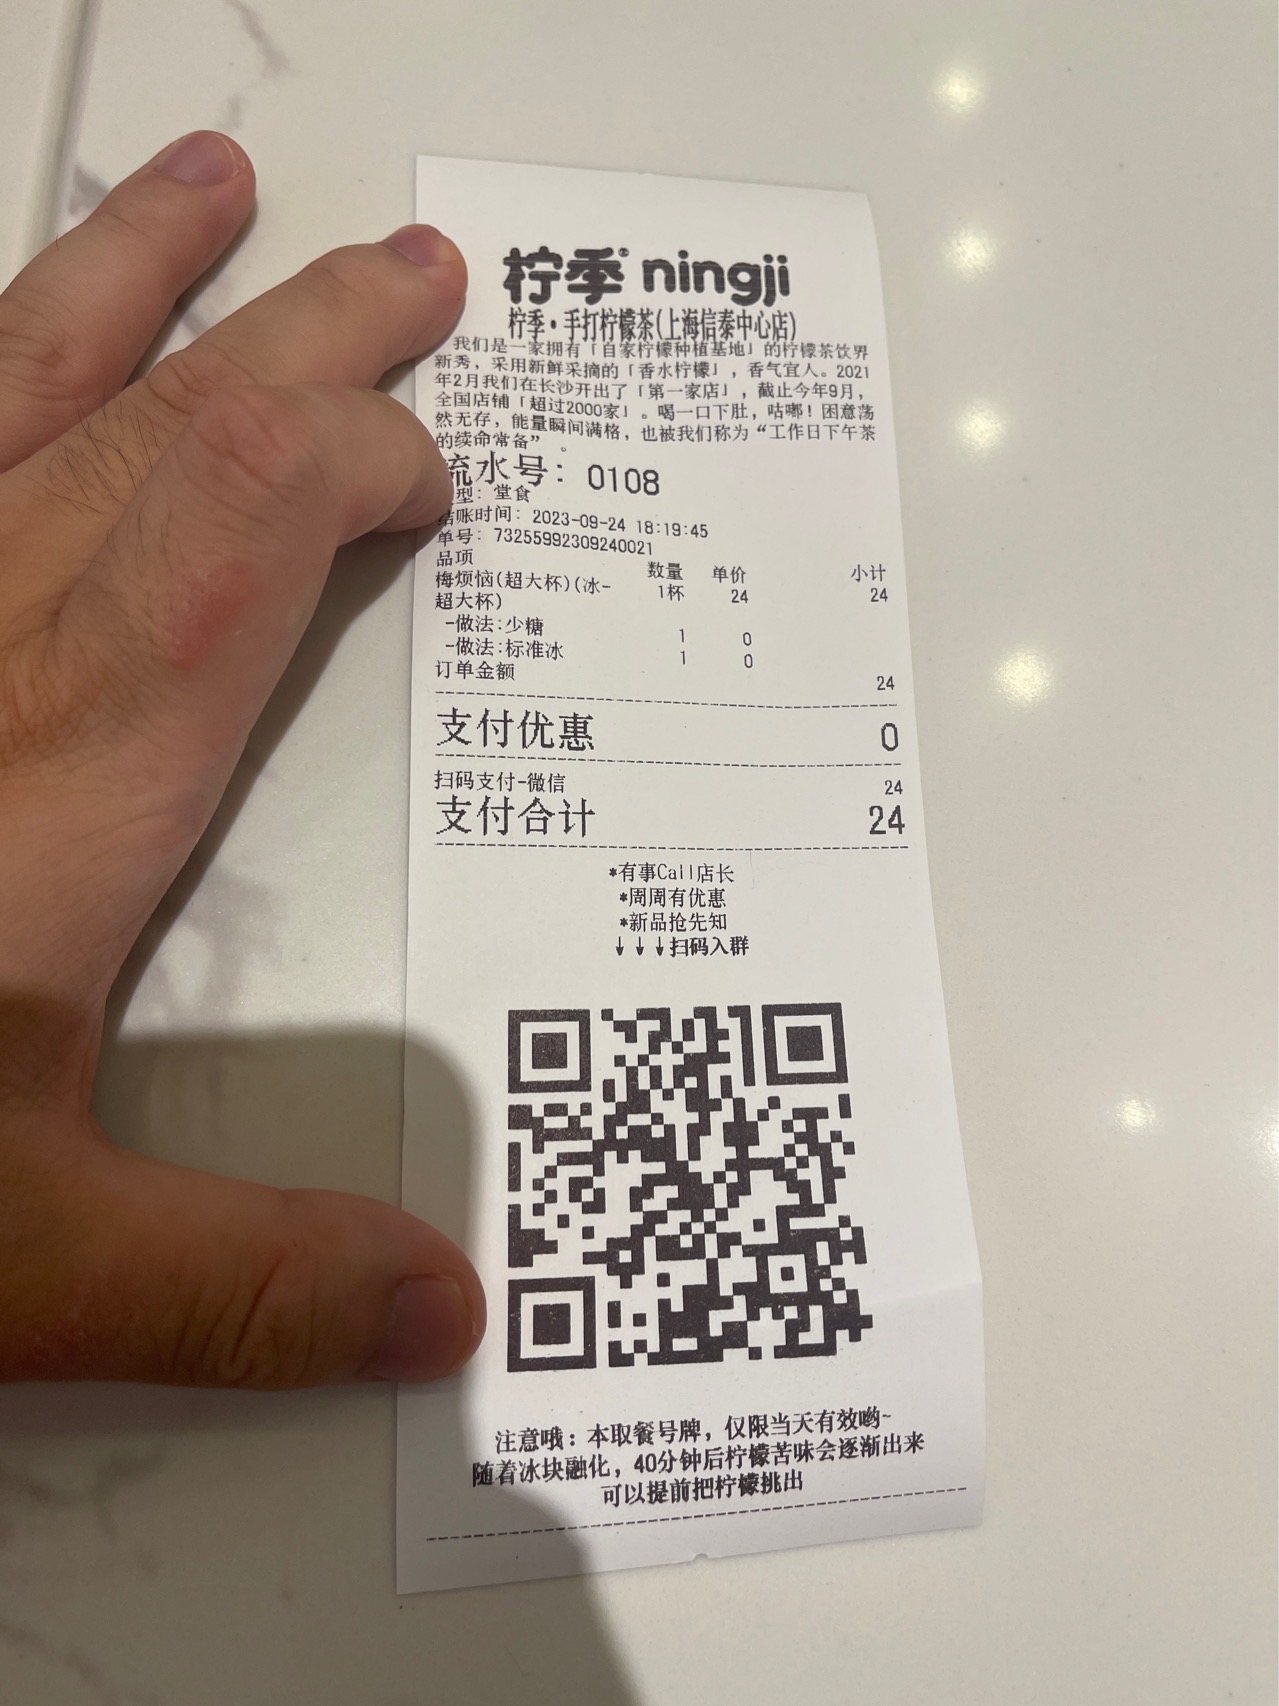 柠季® ningji
柠季·手打柠檬茶(上海信泰中心店)
我们是一家拥有「自家柠檬种植基地」的柠檬茶饮界
新秀，采用新鲜采摘的「香水柠檬」，香气宜人。2021
年2月我们在长沙开出了「第一家店」，截止今年9月，
全国店铺「超过2000家」。喝一口下肚，咕嘟！困意荡
然无存，能量瞬间满格，也被我们称为“工作日下午茶
的续命常备” 。
流水号：0108
型：堂食
结账时间：2023-09-24 18:19:45
单号：73255992309240021
品项 数量 单价 小计
梅烦恼(超大杯)(冰- 1杯 24 24
超大杯)
-做法:少糖 1 0
-做法:标准冰 1 0
订单金额 24
支付优惠 0
扫码支付-微信 24
支付合计 24
*有事Call店长
*周周有优惠
*新品抢先知
↓↓↓扫码入群
注意哦：本取餐号牌，仅限当天有效哟~
随着冰块融化，40分钟后柠檬苦味会逐渐出来
可以提前把柠檬挑出